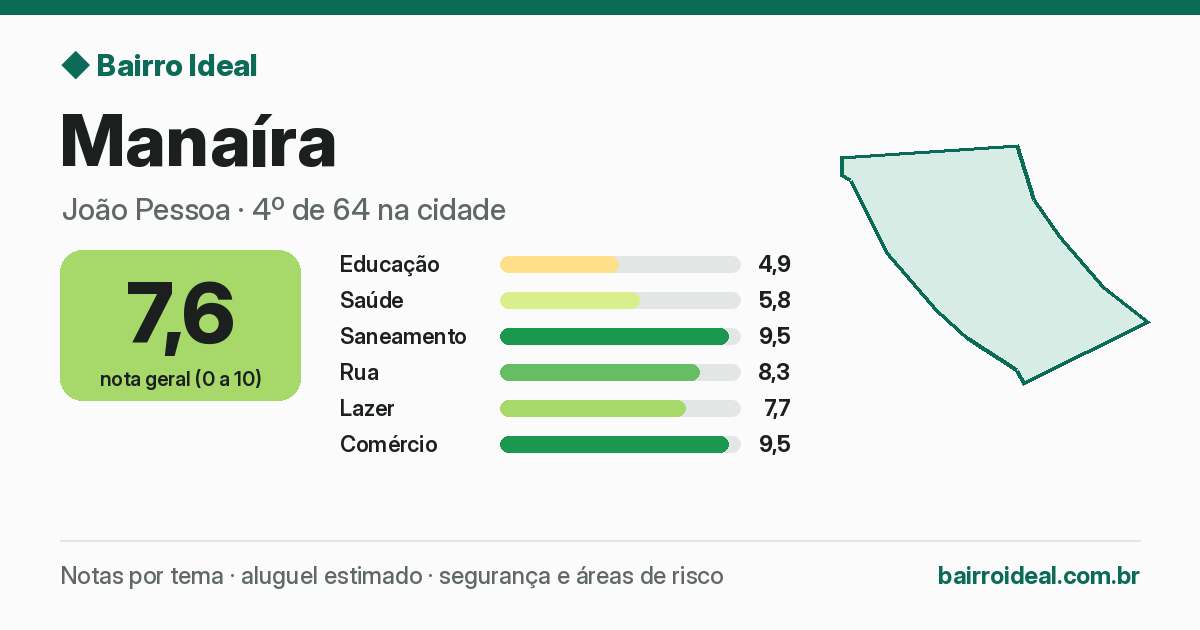 Bairro Ideal
Manaíra
João Pessoa · 4º de 64 na cidade
7,6
nota geral (0 a 10)
Educação 4,9
Saúde 5,8
Saneamento 9,5
Rua 8,3
Lazer 7,7
Comércio 9,5
Notas por tema · aluguel estimado · segurança e áreas de risco
bairroideal.com.br